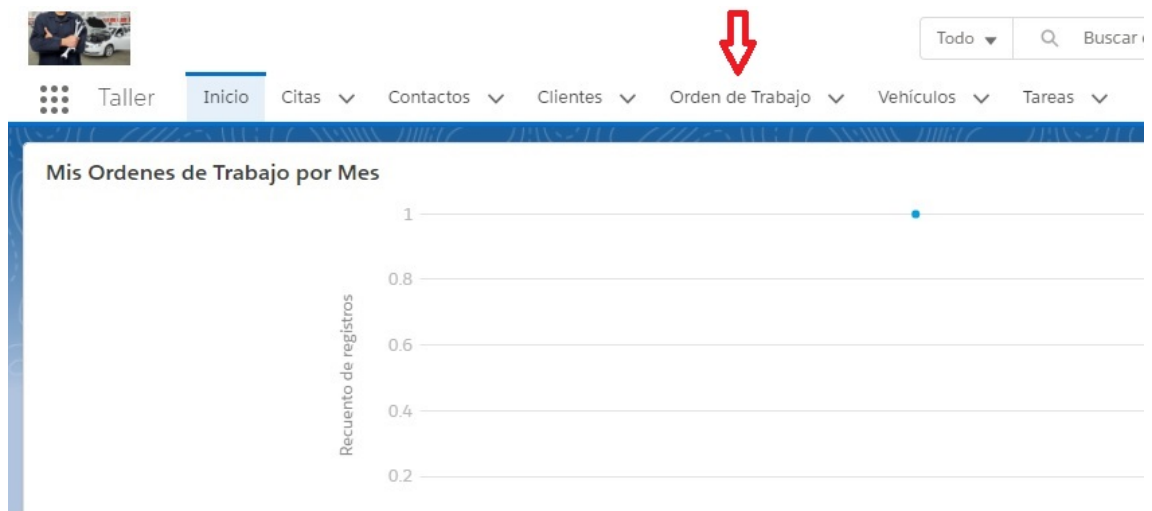 Todo
Buscar
Taller Inicio Citas Contactos Clientes Orden de Trabajo Vehículos Tareas
Mis Ordenes de Trabajo por Mes
1
0.8
0.6
0.4
0.2
Recuento de registros